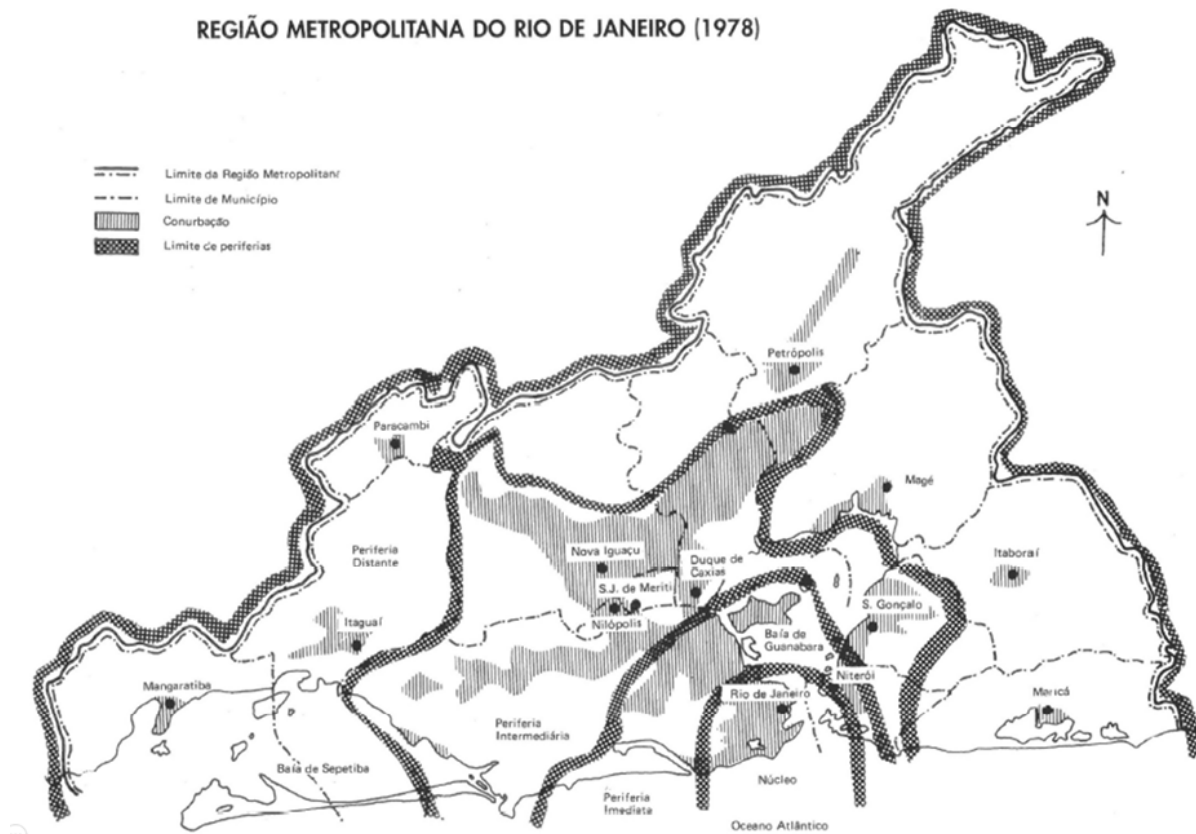 REGIÃO METROPOLITANA DO RIO DE JANEIRO (1978)
Limite da Região Metropolitana
Limite de Município
Conurbação
Limite de periferias
N
Petrópolis
Paracambi
Magé
Periferia
Distante
Nova Iguaçu
Duque de
Caxias
Itaboraí
S.J. de Meriti
Nilópolis
S. Gonçalo
Itaguaí
Baía de
Guanabara
Niterói
Mangaratiba
Rio de Janeiro
Maricá
Periferia
Intermediária
Baía de Sepetiba
Núcleo
Periferia
Imediata
Oceano Atlântico